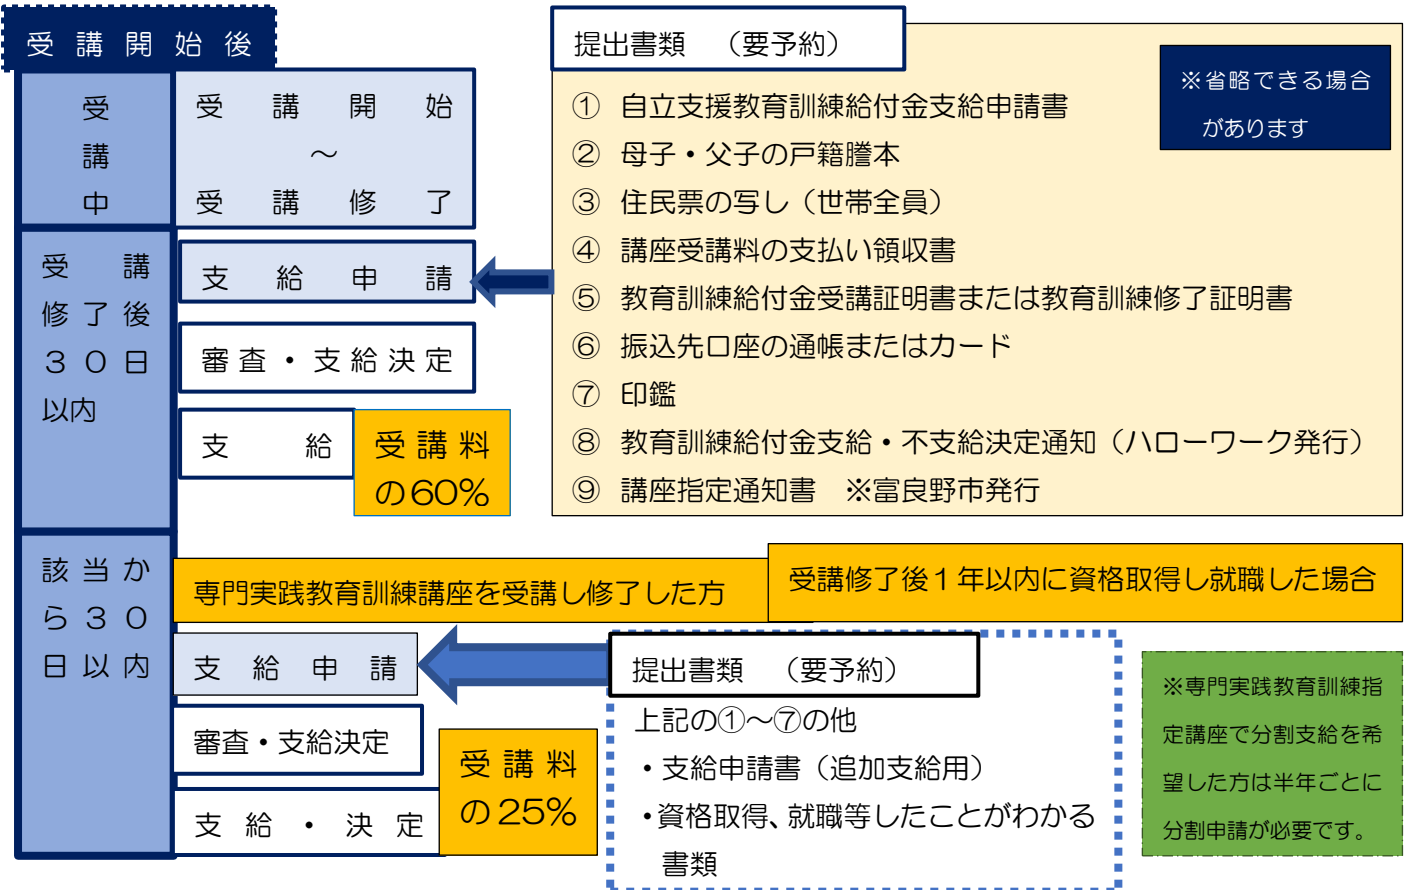 受講開始後
受
講
中
受講開始
～
受講修了
受講
修了後
３０日
以内
支給申請
審査・支給決定
支給
受講料
の60%
提出書類　（要予約）
※省略できる場合
があります
① 自立支援教育訓練給付金支給申請書
② 母子・父子の戸籍謄本
③ 住民票の写し（世帯全員）
④ 講座受講料の支払い領収書
⑤ 教育訓練給付金受講証明書または教育訓練修了証明書
⑥ 振込先口座の通帳またはカード
⑦ 印鑑
⑧ 教育訓練給付金支給・不支給決定通知（ハローワーク発行）
⑨ 講座指定通知書　※富良野市発行
該当か
ら３０
日以内
専門実践教育訓練講座を受講し修了した方
受講修了後１年以内に資格取得し就職した場合
支給申請
審査・支給決定
支給・決定
受講料
の25%
提出書類　（要予約）
上記の①～⑦の他
・支給申請書（追加支給用）
・資格取得、就職等したことがわかる
書類
※専門実践教育訓練指
定講座で分割支給を希
望した方は半年ごとに
分割申請が必要です。